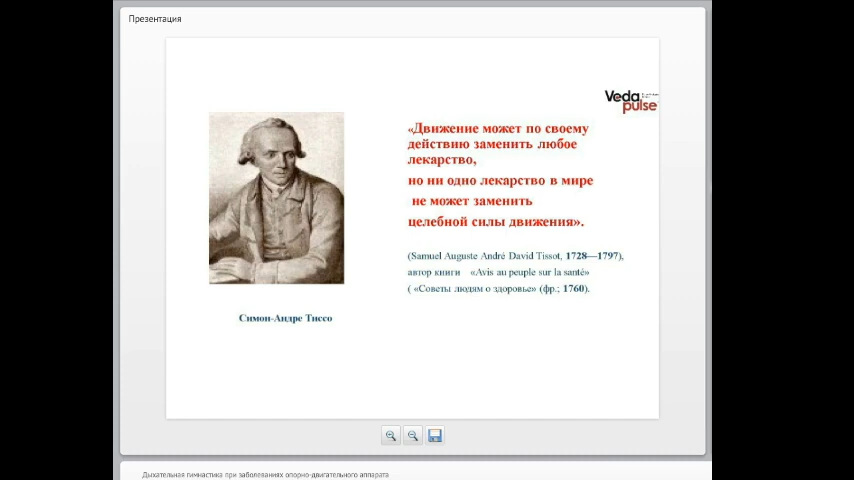 Презентация
Veda
pulse
«Движение может по своему
действию заменить любое
лекарство,
но ни одно лекарство в мире
не может заменить
целебной силы движения».
(Samuel Auguste André David Tissot, 1728—1797),
автор книги «Avis au peuple sur la santé»
( «Советы людям о здоровье» (фр.; 1760).
Симон-Андре Тиссо
Дыхательная гимнастика при заболеваниях опорно-двигательного аппарата